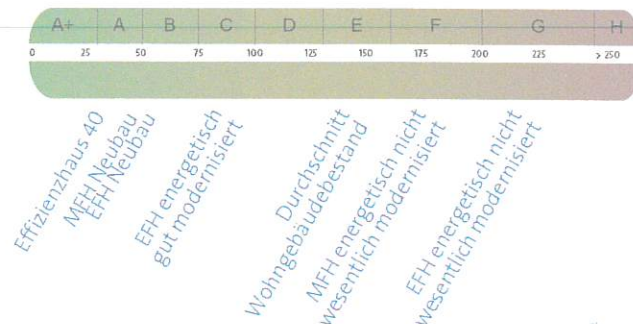 A+ A B C D E F G H
0 25 50 75 100 125 150 175 200 225 > 250
Effizienzhaus 40
MFH Neubau
EFH Neubau
EFH energetisch
gut modernisiert
Durchschnitt
Wohngebäudebestand
MFH energetisch nicht
wesentlich modernisiert
EFH energetisch nicht
wesentlich modernisiert